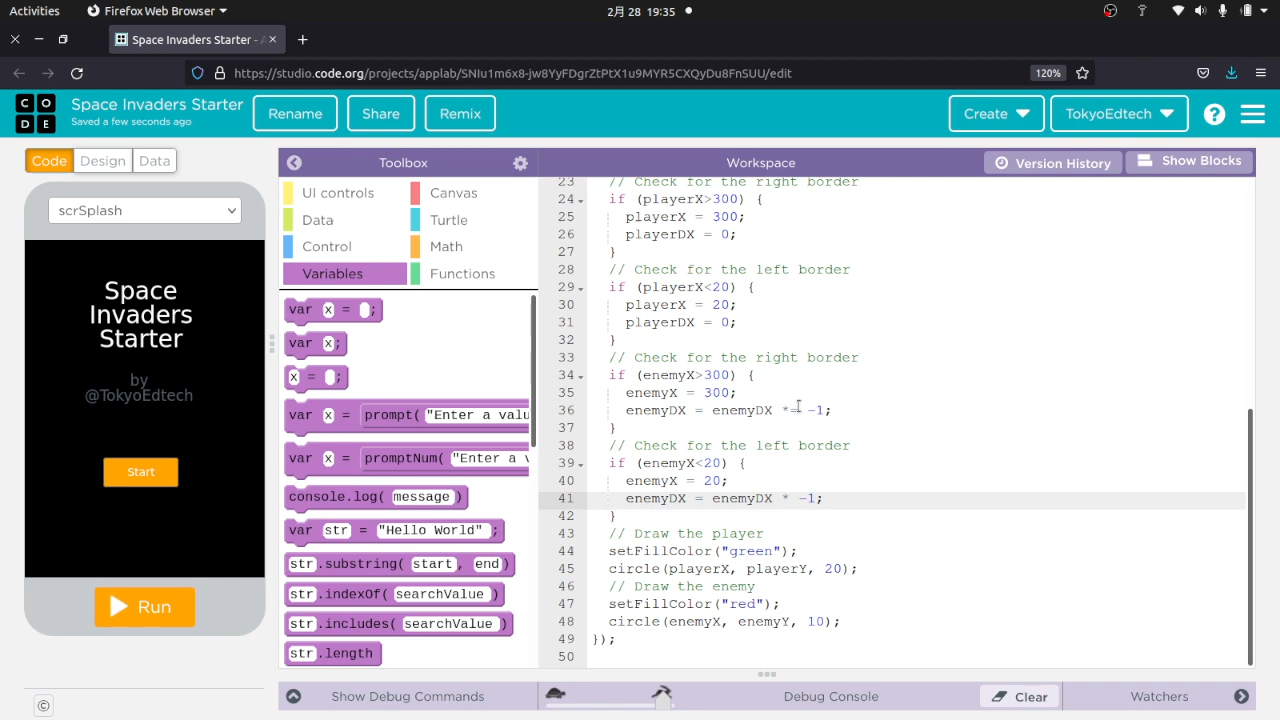 Activities
Firefox Web Browser
2月 28 19:35
Space Invaders Starter - A
https://studio.code.org/projects/applab/SNIu1m6x8-jw8YyFDgrZtPtX1u9MYR5CXQyDu8FnSUU/edit
120%
CODE
Space Invaders Starter
Saved a few seconds ago
Rename
Share
Remix
Create
TokyoEdtech
?
Code
Design
Data
Toolbox
Workspace
Version History
Show Blocks
scrSplash
Space
Invaders
Starter
by
@TokyoEdtech
Start
Run
©
UI controls
Canvas
Data
Turtle
Control
Math
Variables
Functions
var x = ;
var x;
x = ;
var x = prompt("Enter a valu
var x = promptNum( "Enter a v
console.log( message )
var str = "Hello World" ;
str.substring( start, end)
str.indexOf( searchValue )
str.includes( searchValue )
str.length
23 // Check for the right border
24 if (playerX>300) {
25 playerX = 300;
26 playerDX = 0;
27 }
28 // Check for the left border
29 if (playerX<20) {
30 playerX = 20;
31 playerDX = 0;
32 }
33 // Check for the right border
34 if (enemyX>300) {
35 enemyX = 300;
36 enemyDX = enemyDX *= -1;
37 }
38 // Check for the left border
39 if (enemyX<20) {
40 enemyX = 20;
41 enemyDX = enemyDX * -1;
42 }
43 // Draw the player
44 setFillColor("green");
45 circle(playerX, playerY, 20);
46 // Draw the enemy
47 setFillColor("red");
48 circle(enemyX, enemyY, 10);
49 });
50
Show Debug Commands
Debug Console
Clear
Watchers